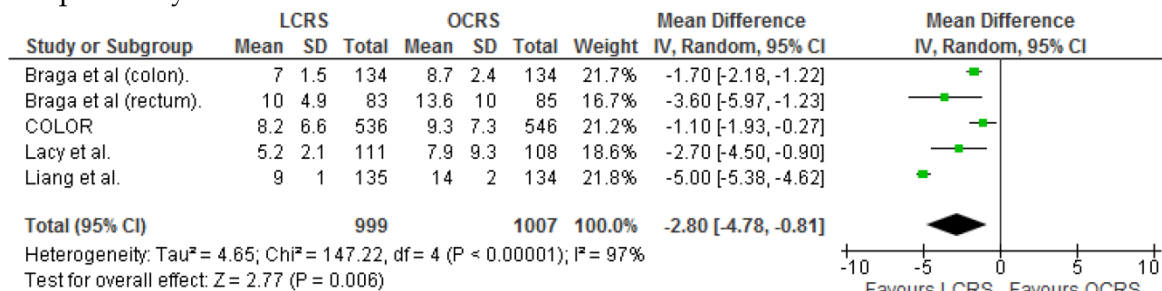 LCRS OCRS Mean Difference Mean Difference
Study or Subgroup Mean SD Total Mean SD Total Weight IV, Random, 95% CI IV, Random, 95% CI
Braga et al (colon). 7 1.5 134 8.7 2.4 134 21.7% -1.70 [-2.18, -1.22]
Braga et al (rectum). 10 4.9 83 13.6 10 85 16.7% -3.60 [-5.97, -1.23]
COLOR 8.2 6.6 536 9.3 7.3 546 21.2% -1.10 [-1.93, -0.27]
Lacy et al. 5.2 2.1 111 7.9 9.3 108 18.6% -2.70 [-4.50, -0.90]
Liang et al. 9 1 135 14 2 134 21.8% -5.00 [-5.38, -4.62]
Total (95% CI) 999 1007 100.0% -2.80 [-4.78, -0.81]
Heterogeneity: Tau² = 4.65; Chi² = 147.22, df = 4 (P < 0.00001); I² = 97%
Test for overall effect: Z = 2.77 (P = 0.006)
-10 -5 0 5 10
Favours LCRS Favours OCRS